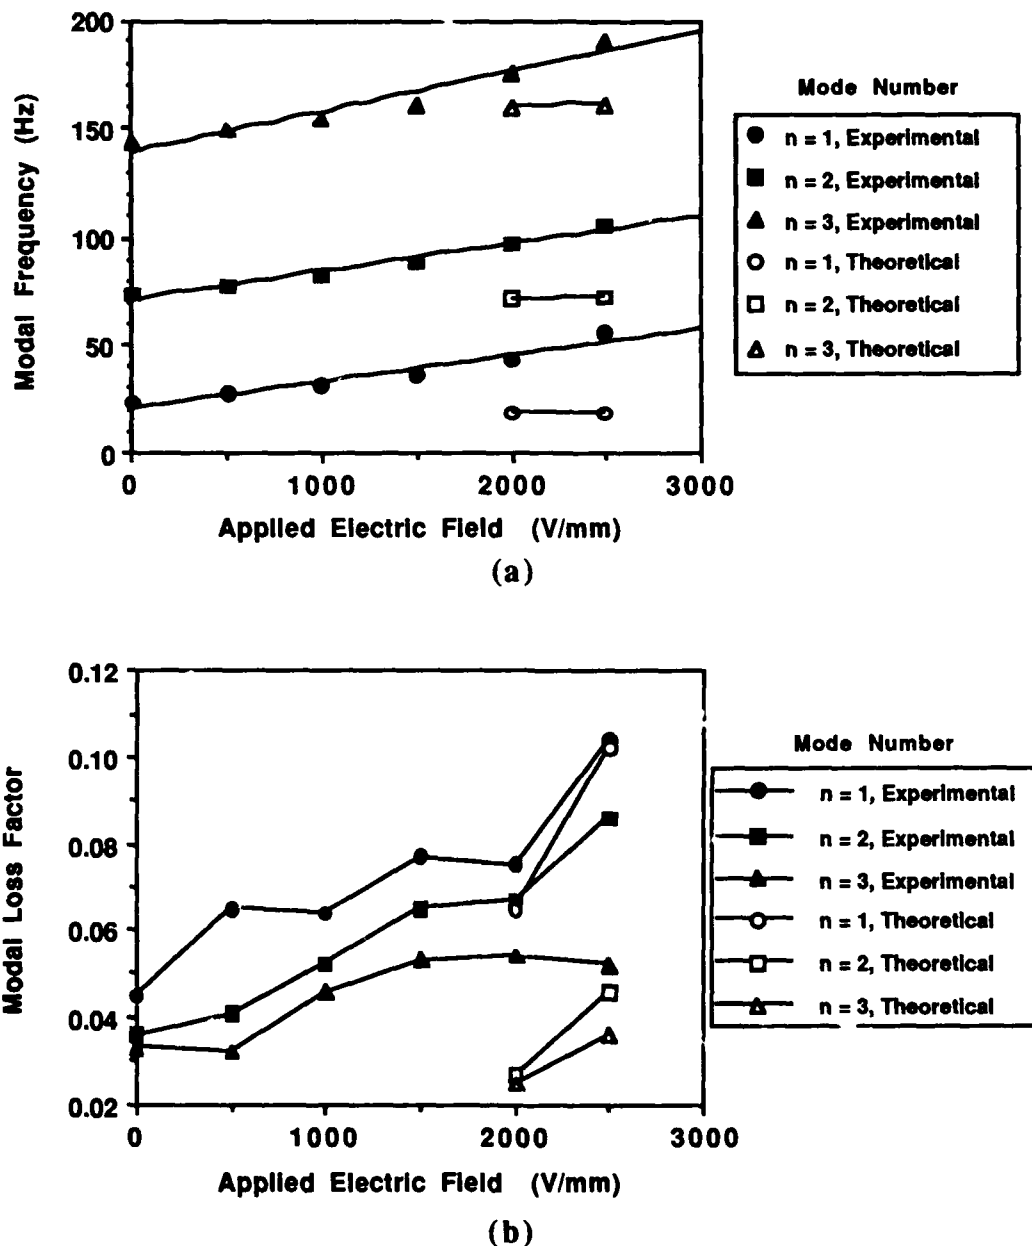 200
150
100
50
0
Modal Frequency (Hz)
0 1000 2000 3000
Applied Electric Field (V/mm)
(a)
Mode Number
n = 1, Experimental
n = 2, Experimental
n = 3, Experimental
n = 1, Theoretical
n = 2, Theoretical
n = 3, Theoretical
0.12
0.10
0.08
0.06
0.04
0.02
Modal Loss Factor
0 1000 2000 3000
Applied Electric Field (V/mm)
(b)
Mode Number
n = 1, Experimental
n = 2, Experimental
n = 3, Experimental
n = 1, Theoretical
n = 2, Theoretical
n = 3, Theoretical